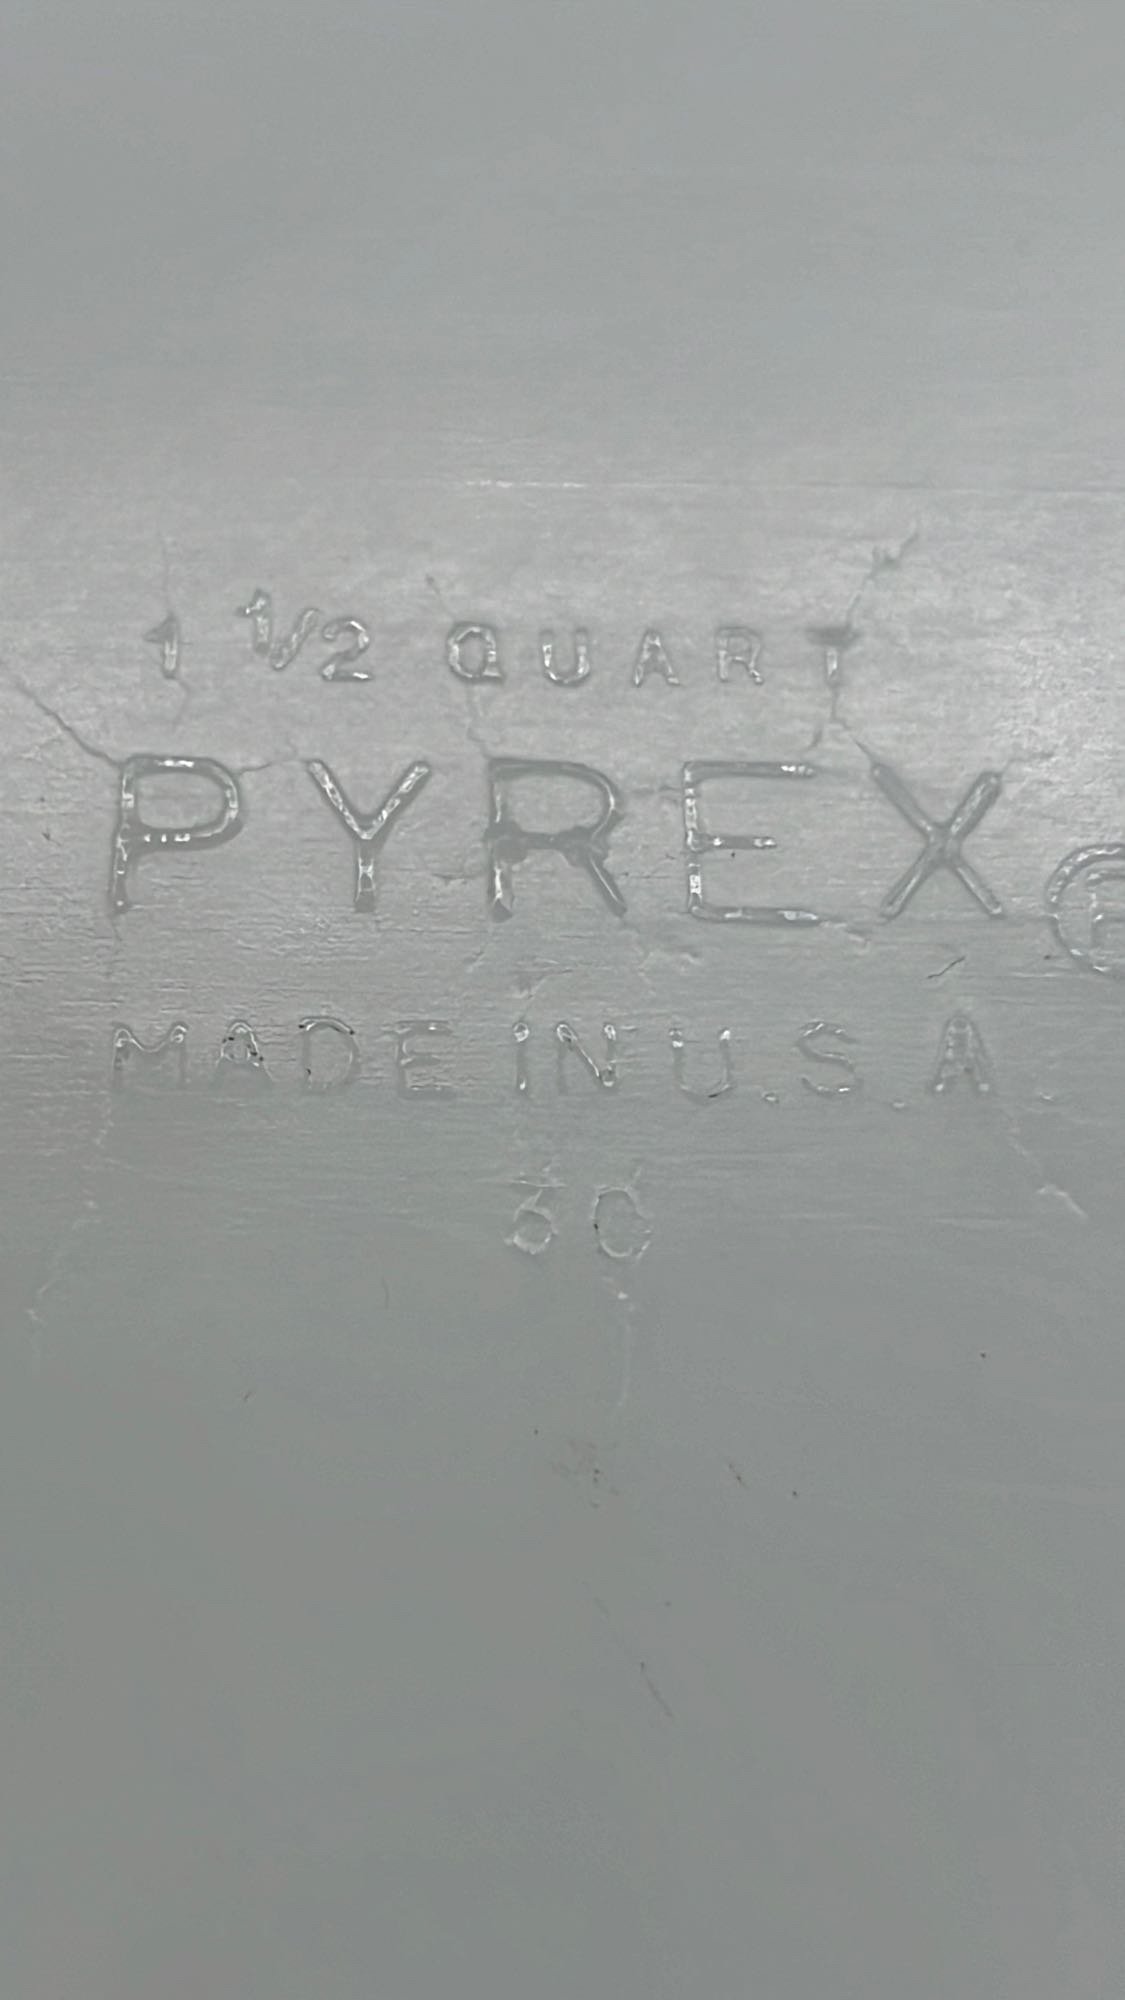 1 1/2 QUART
PYREX ®
MADE IN U.S.A